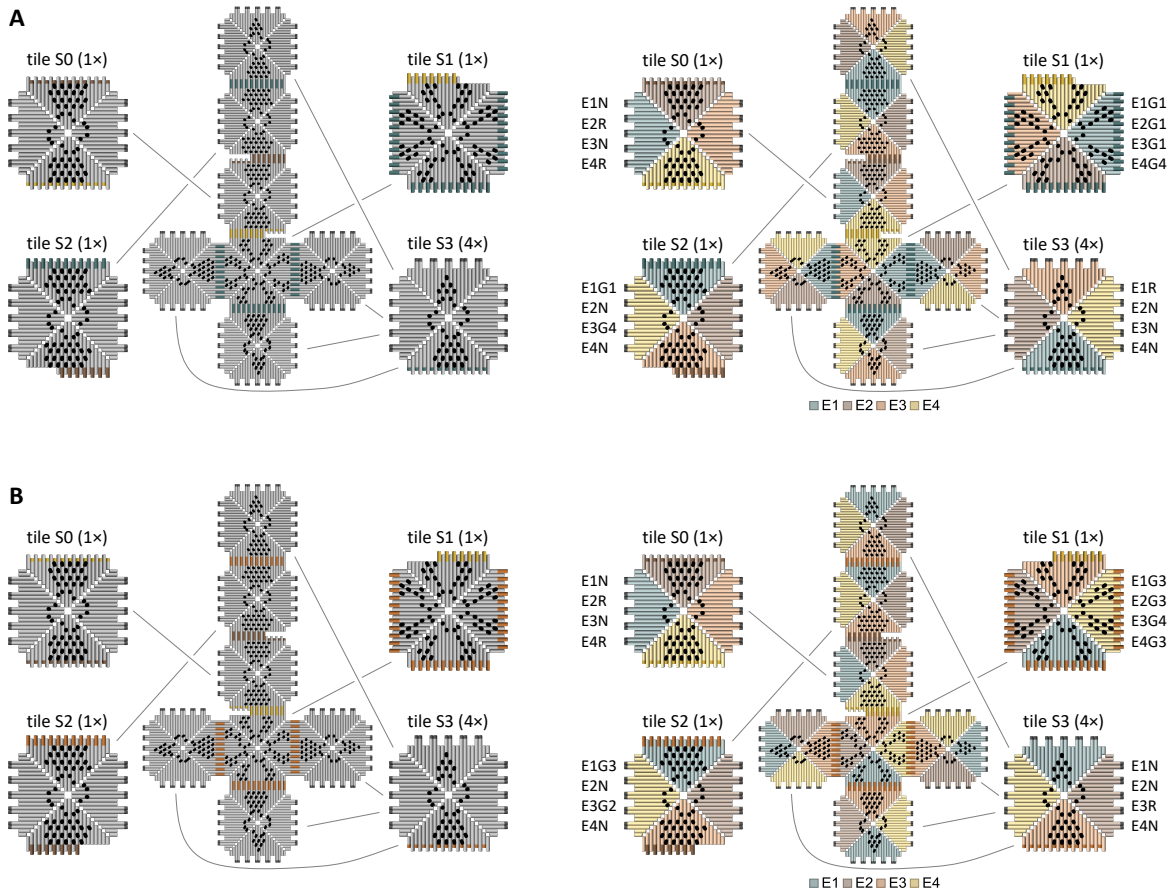 A
tile S0 (1×)
tile S1 (1×)
tile S2 (1×)
tile S3 (4×)
tile S0 (1×)
E1N
E2R
E3N
E4R
tile S1 (1×)
E1G1
E2G1
E3G1
E4G4
tile S2 (1×)
E1G1
E2N
E3G4
E4N
tile S3 (4×)
E1R
E2N
E3N
E4N
E1 E2 E3 E4
B
tile S0 (1×)
tile S1 (1×)
tile S2 (1×)
tile S3 (4×)
tile S0 (1×)
E1N
E2R
E3N
E4R
tile S1 (1×)
E1G3
E2G3
E3G4
E4G3
tile S2 (1×)
E1G3
E2N
E3G2
E4N
tile S3 (4×)
E1N
E2N
E3R
E4N
E1 E2 E3 E4